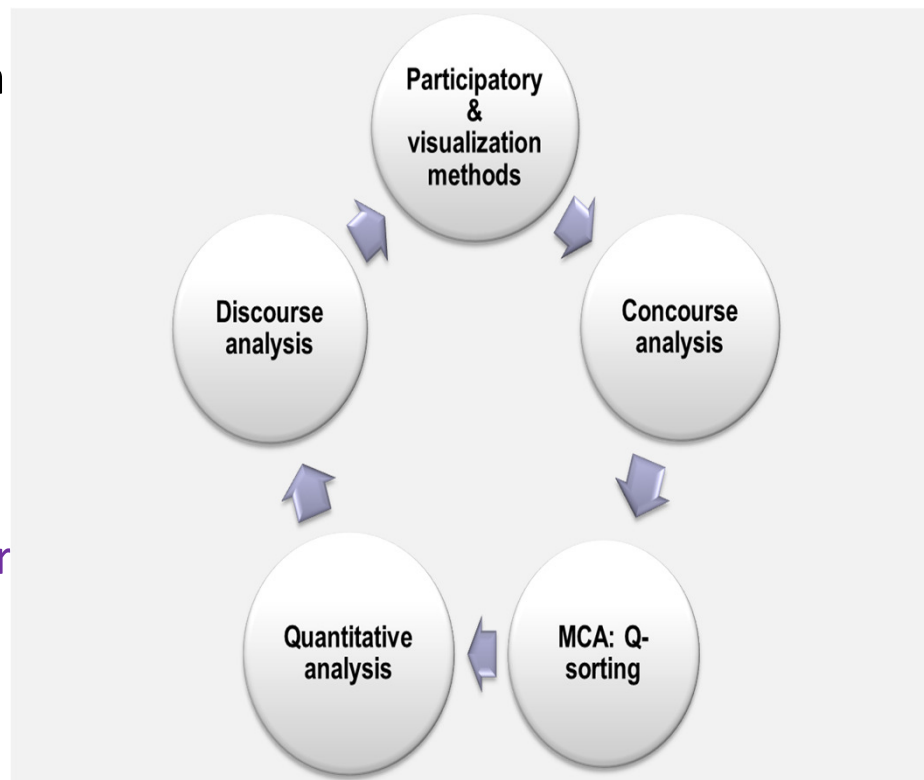 Participatory
&
visualization
methods
Concourse
analysis
MCA: Q-
sorting
Quantitative
analysis
Discourse
analysis